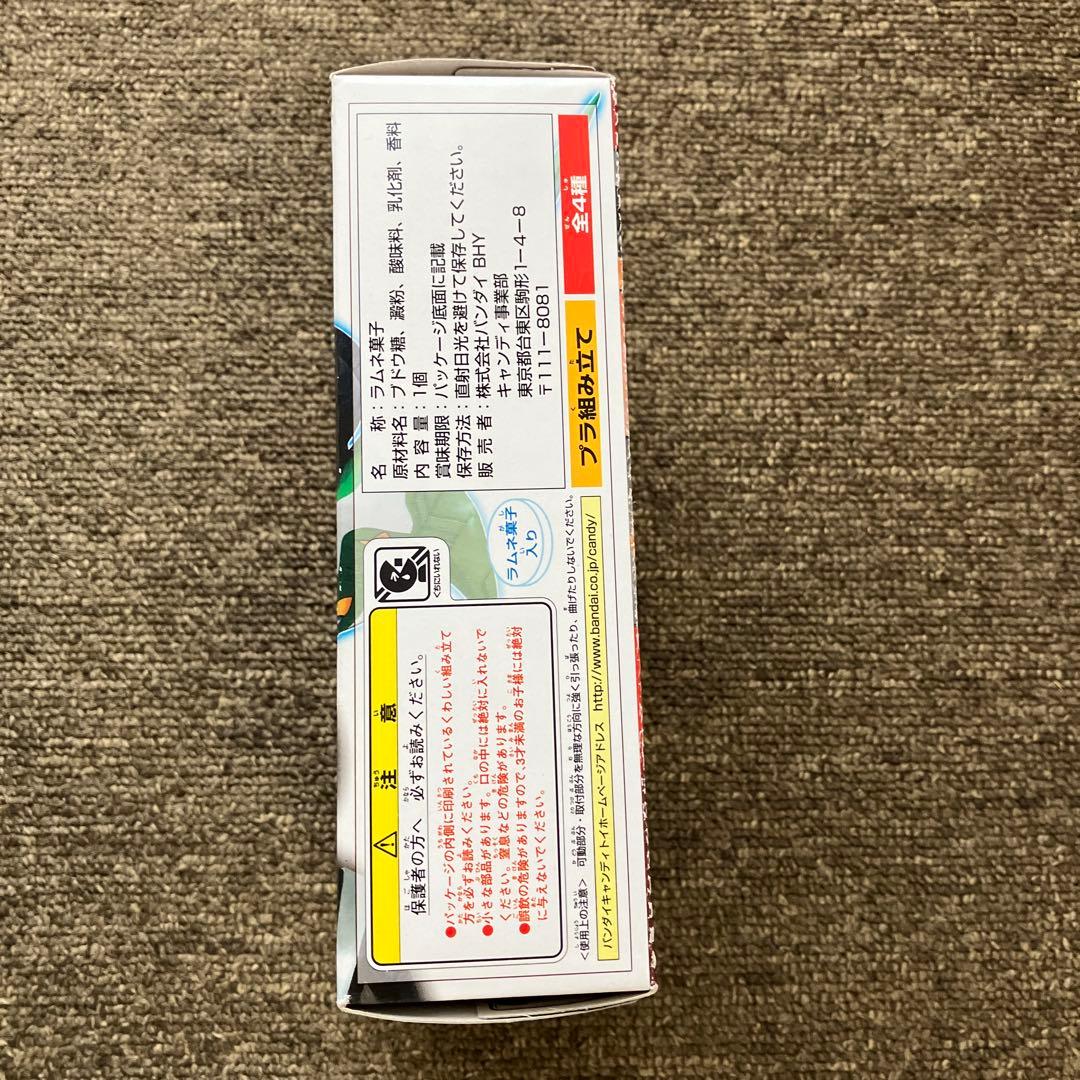 注意
保護者の方へ 必ずお読みください。
●パッケージの内側に印刷されているくわしい組み立て
方を必ずお読みください。
●小さな部品があります。口の中には絶対に入れないで
ください。窒息などの危険があります。
●誤飲の危険がありますので、3才未満のお子様には絶対
に与えないでください。
くちにいれない
ラムネ菓子
入り
名称:ラムネ菓子
原材料名:ブドウ糖、澱粉、酸味料、乳化剤、香料
内容量:1個
賞味期限:パッケージ底面に記載
保存方法:直射日光を避けて保存してください。
販売者:株式会社バンダイ BHY
キャンディ事業部
東京都台東区駒形1-4-8
〒111-8081
<使用上の注意> 可動部分・取付部分を無理な方向に強く引っ張ったり、曲げたりしないでください。
バンダイキャンディトイホームページアドレス http://www.bandai.co.jp/candy/
プラ組み立て
全4種